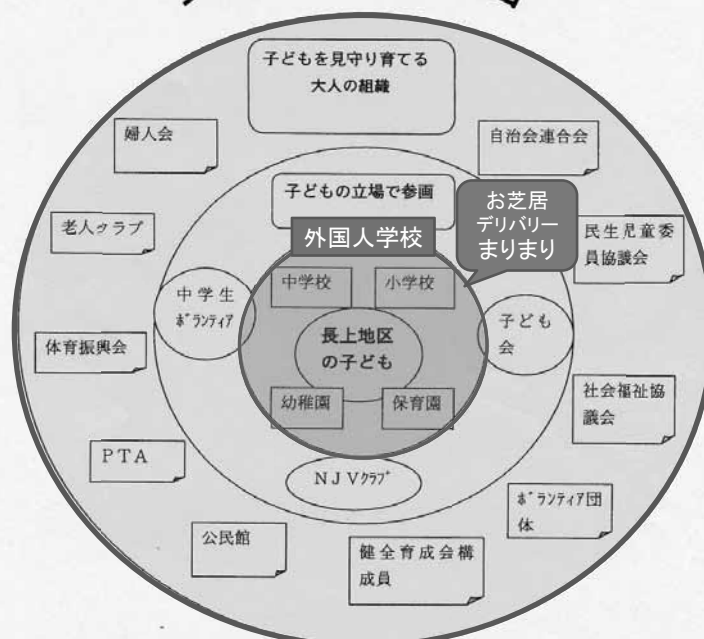 子どもを見守り育てる
大人の組織
婦人会
自治会連合会
子どもの立場で参画
お芝居
デリバリー
まりまり
老人クラブ
外国人学校
民生児童委
員協議会
中学校
小学校
中学生
ボランティア
子ども
会
長上地区
の子ども
体育振興会
幼稚園
保育園
社会福祉協
議会
PTA
NJVクラブ
ボランティア団
体
公民館
健全育成会構
成員